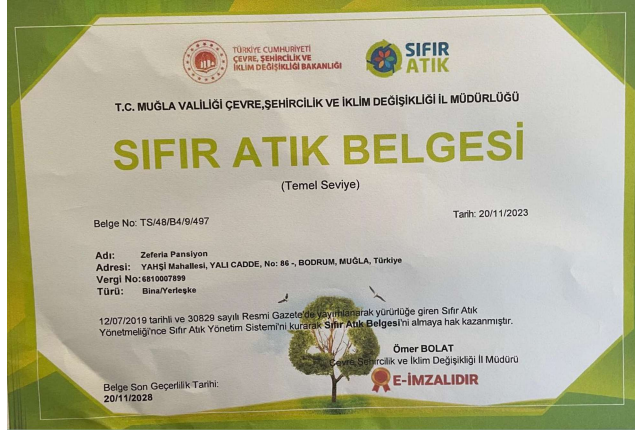 TÜRKİYE CUMHURİYETİ
ÇEVRE, ŞEHİRCİLİK VE
İKLİM DEĞİŞİKLİĞİ BAKANLIĞI
SIFIR
ATIK
T.C. MUĞLA VALİLİĞİ ÇEVRE,ŞEHİRCİLİK VE İKLİM DEĞİŞİKLİĞİ İL MÜDÜRLÜĞÜ
SIFIR ATIK BELGESİ
(Temel Seviye)
Belge No: TS/48/B4/9/497
Tarih: 20/11/2023
Adı: Zeferia Pansiyon
Adresi: YAHŞİ Mahallesi, YALI CADDE, No: 86 -, BODRUM, MUĞLA, Türkiye
Vergi No: 6810007899
Türü: Bina/Yerleşke
12/07/2019 tarihli ve 30829 sayılı Resmi Gazete'de yayımlanarak yürürlüğe giren Sıfır Atık
Yönetmeliği'nce Sıfır Atık Yönetim Sistemi'ni kurarak Sıfır Atık Belgesi'ni almaya hak kazanmıştır.
Ömer BOLAT
Çevre,Şehircilik ve İklim Değişikliği İl Müdürü
E-İMZALIDIR
Belge Son Geçerlilik Tarihi:
20/11/2028